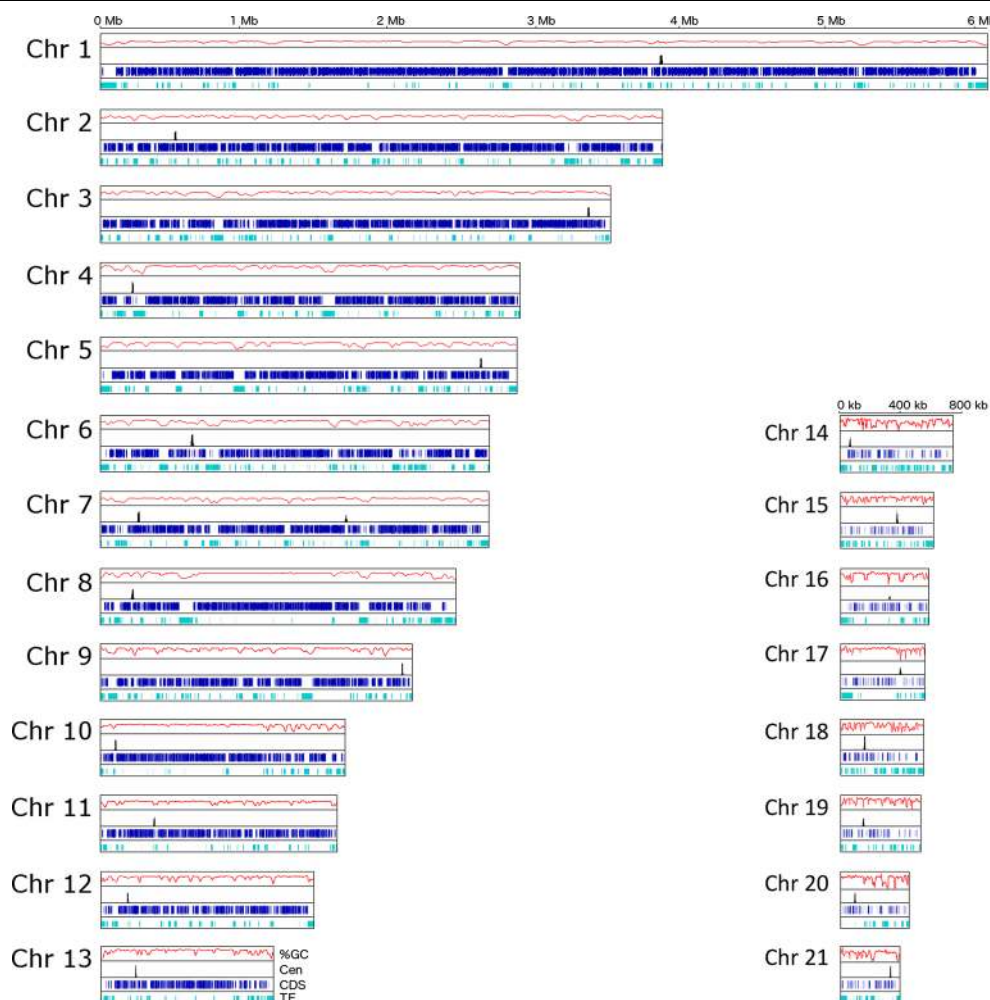 0 Mb 1 Mb 2 Mb 3 Mb 4 Mb 5 Mb 6 M
Chr 1
Chr 2
Chr 3
Chr 4
Chr 5
Chr 6
Chr 7
Chr 8
Chr 9
Chr 10
Chr 11
Chr 12
Chr 13
%GC
Cen
CDS
TE
0 kb 400 kb 800 kb
Chr 14
Chr 15
Chr 16
Chr 17
Chr 18
Chr 19
Chr 20
Chr 21